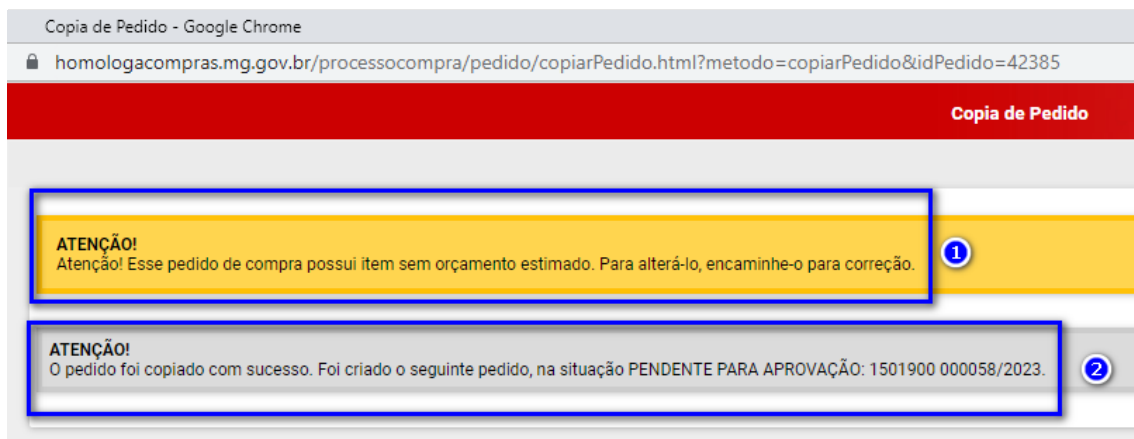 Copia de Pedido - Google Chrome
homologacompras.mg.gov.br/processocompra/pedido/copiarPedido.html?metodo=copiarPedido&idPedido=42385
Copia de Pedido
ATENÇÃO!
Atenção! Esse pedido de compra possui item sem orçamento estimado. Para alterá-lo, encaminhe-o para correção.
1
ATENÇÃO!
O pedido foi copiado com sucesso. Foi criado o seguinte pedido, na situação PENDENTE PARA APROVAÇÃO: 1501900 000058/2023.
2